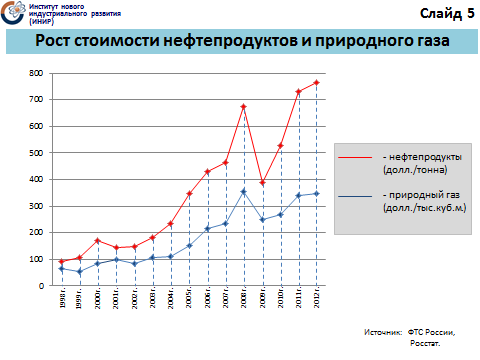 Институт нового
индустриального развития
(ИНИР)
Слайд 5
Рост стоимости нефтепродуктов и природного газа
800
700
600
500
400
300
200
100
0
1998 г.
1999 г.
2000 г.
2001 г.
2002 г.
2003 г.
2004 г.
2005 г.
2006 г.
2007 г.
2008 г.
2009 г.
2010 г.
2011 г.
2012 г.
- нефтепродукты
(долл./тонна)
- природный газ
(долл./тыс.куб.м.)
Источник: ФТС России,
Росстат.